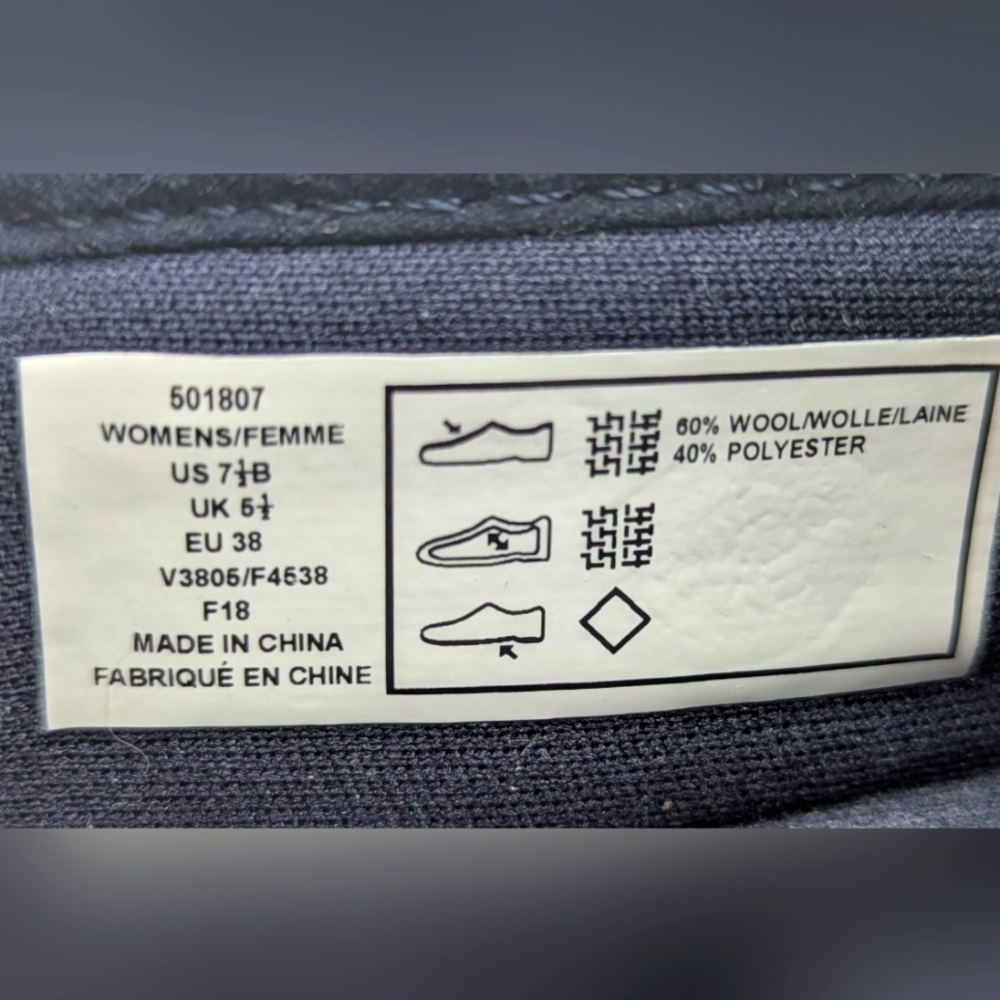 501807
WOMENS/FEMME
US 7½B
UK 5½
EU 38
V3805/F4538
F18
MADE IN CHINA
FABRIQUÉ EN CHINE
60% WOOL/WOLLE/LAINE
40% POLYESTER